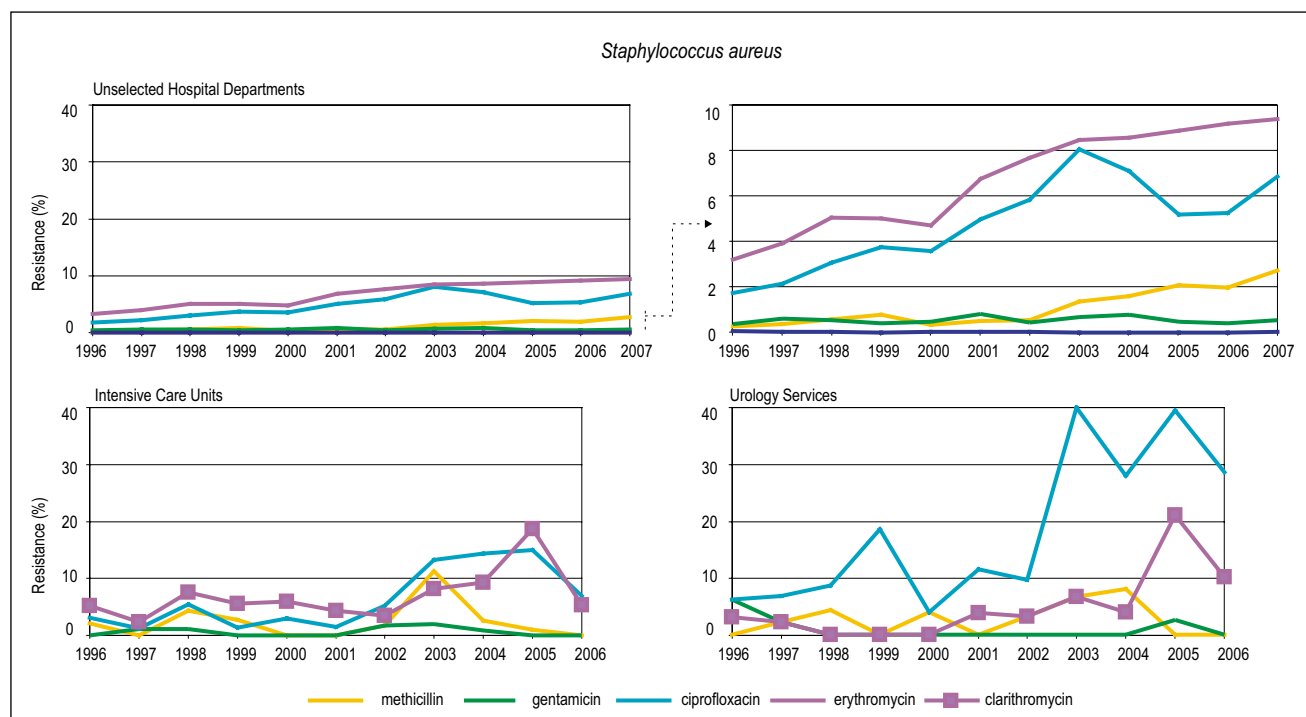 Staphylococcus aureus
Unselected Hospital Departments
Resistance (%)
40
30
20
10
0
1996 1997 1998 1999 2000 2001 2002 2003 2004 2005 2006 2007
10
8
6
4
2
0
1996 1997 1998 1999 2000 2001 2002 2003 2004 2005 2006 2007
Intensive Care Units
Resistance (%)
40
30
20
10
0
1996 1997 1998 1999 2000 2001 2002 2003 2004 2005 2006
Urology Services
40
30
20
10
0
1996 1997 1998 1999 2000 2001 2002 2003 2004 2005 2006
methicillin gentamicin ciprofloxacin erythromycin clarithromycin